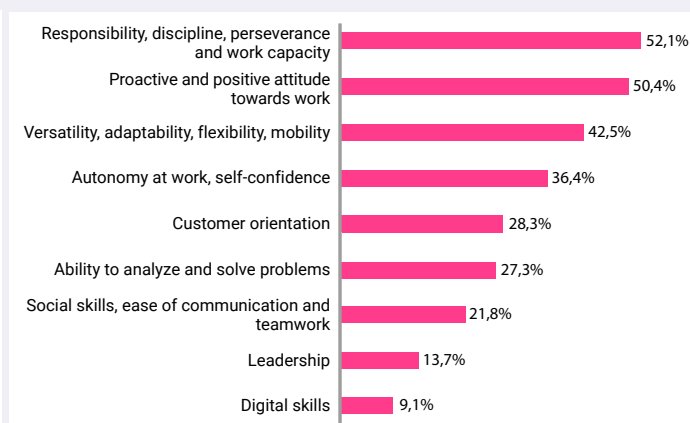 Responsibility, discipline, perseverance
and work capacity
52,1%
Proactive and positive attitude
towards work
50,4%
Versatility, adaptability, flexibility, mobility
42,5%
Autonomy at work, self-confidence
36,4%
Customer orientation
28,3%
Ability to analyze and solve problems
27,3%
Social skills, ease of communication and
teamwork
21,8%
Leadership
13,7%
Digital skills
9,1%